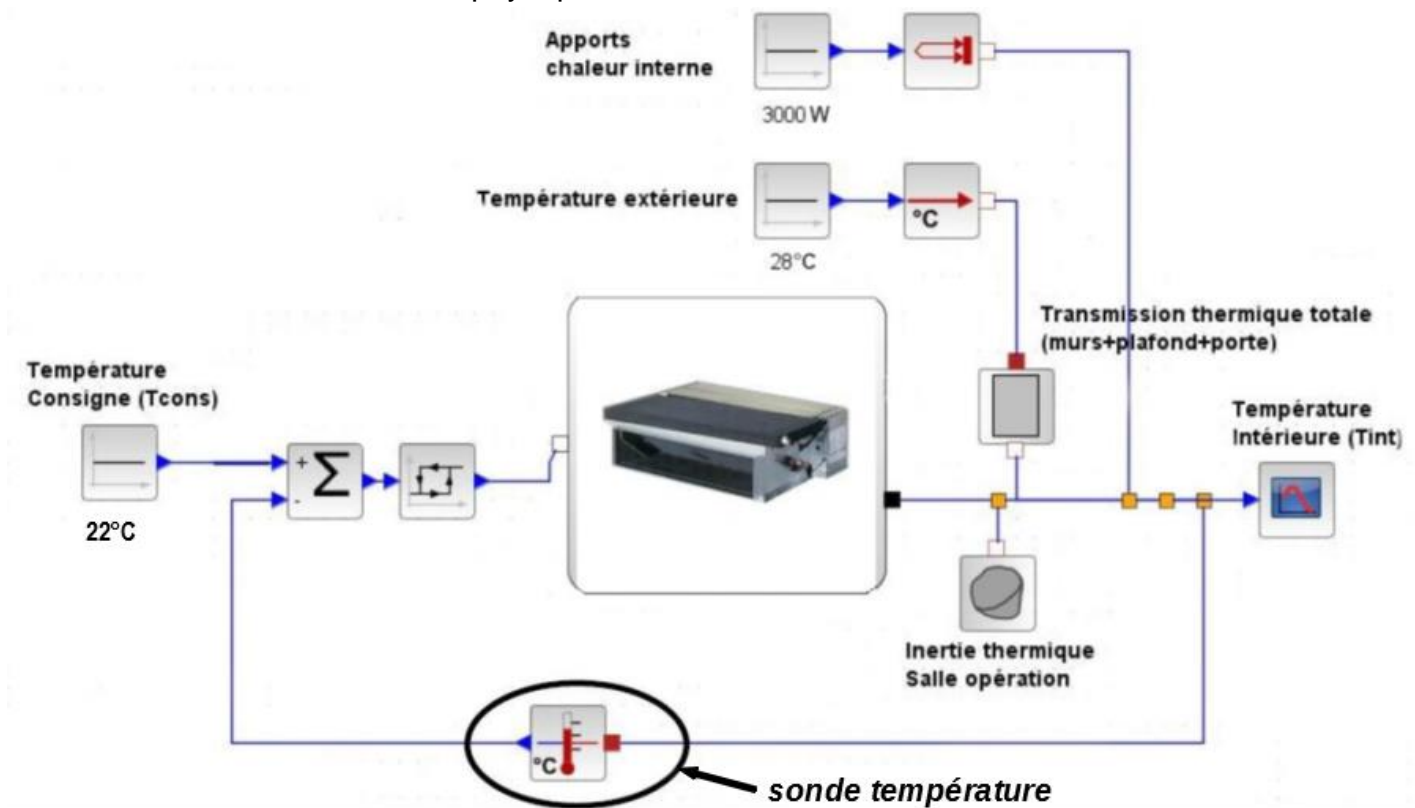 Apports
chaleur interne
3000 W
Température extérieure
°C
28°C
Transmission thermique totale
(murs+plafond+porte)
Température
Consigne (Tcons)
+
Σ
-
22°C
Température
Intérieure (Tint)
Inertie thermique
Salle opération
°C
sonde température